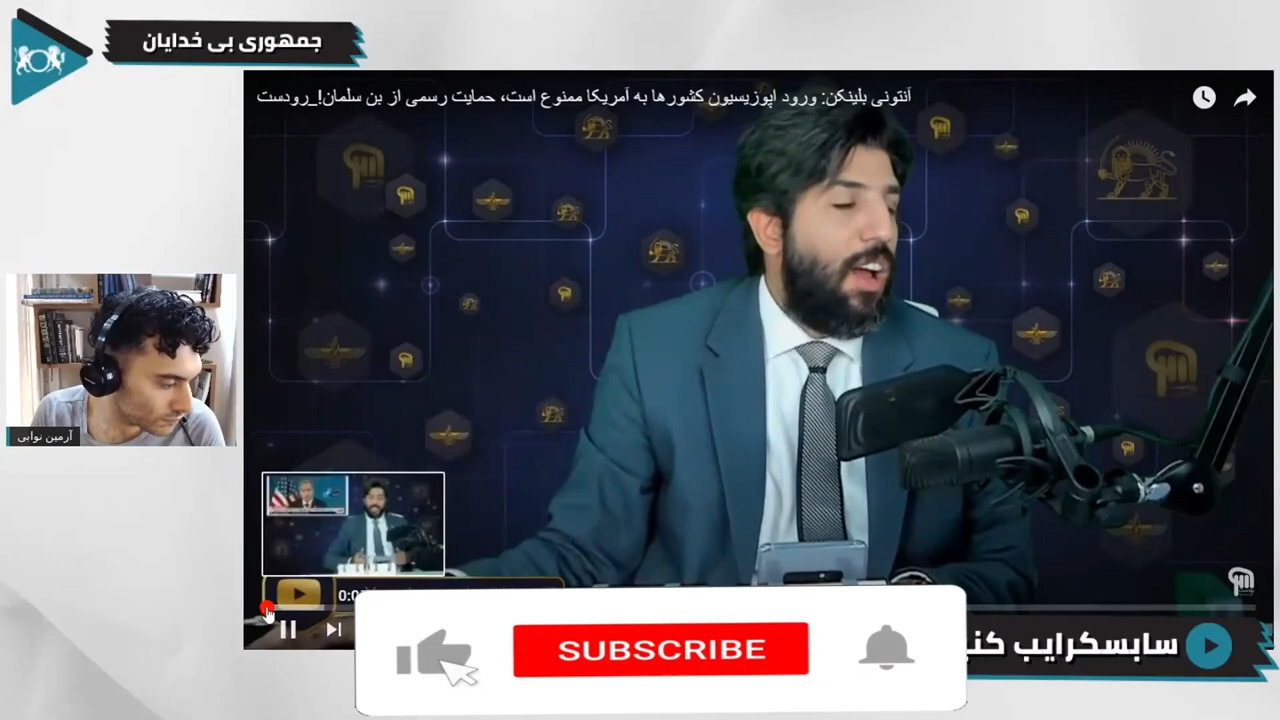 جمهوری بی خدایان
آنتونی بلینکن: ورود اپوزیسیون کشورها به آمریکا ممنوع است، حمایت رسمی از بن سلمان!_رودست
آرمین نوابی
SUBSCRIBE
سابسکرایب